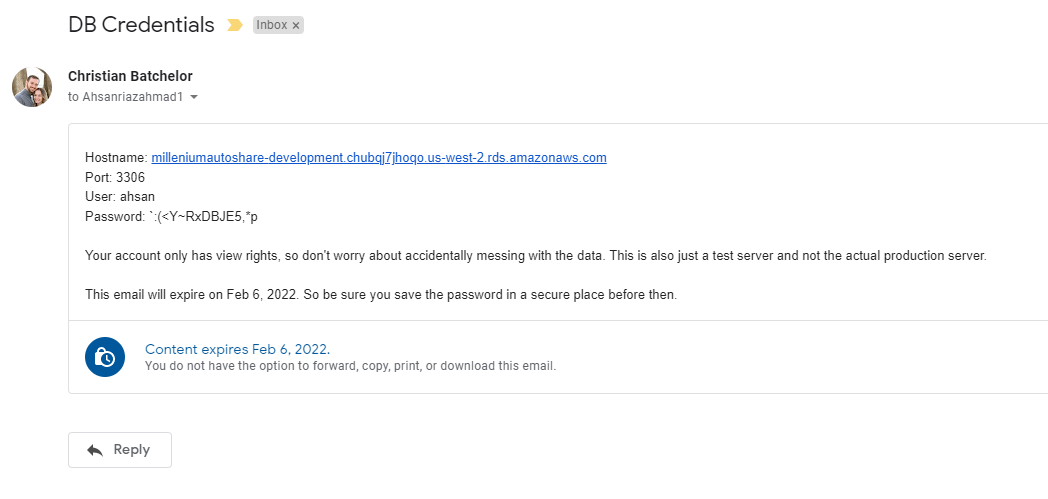 DB Credentials
Inbox ×
Christian Batchelor
to Ahsanriazahmad1
Hostname: milleniumautoshare-development.chubqj7jhoqo.us-west-2.rds.amazonaws.com
Port: 3306
User: ahsan
Password: `:(<Y~RxDBJE5,*p
Your account only has view rights, so don't worry about accidentally messing with the data. This is also just a test server and not the actual production server.
This email will expire on Feb 6, 2022. So be sure you save the password in a secure place before then.
Content expires Feb 6, 2022.
You do not have the option to forward, copy, print, or download this email.
Reply